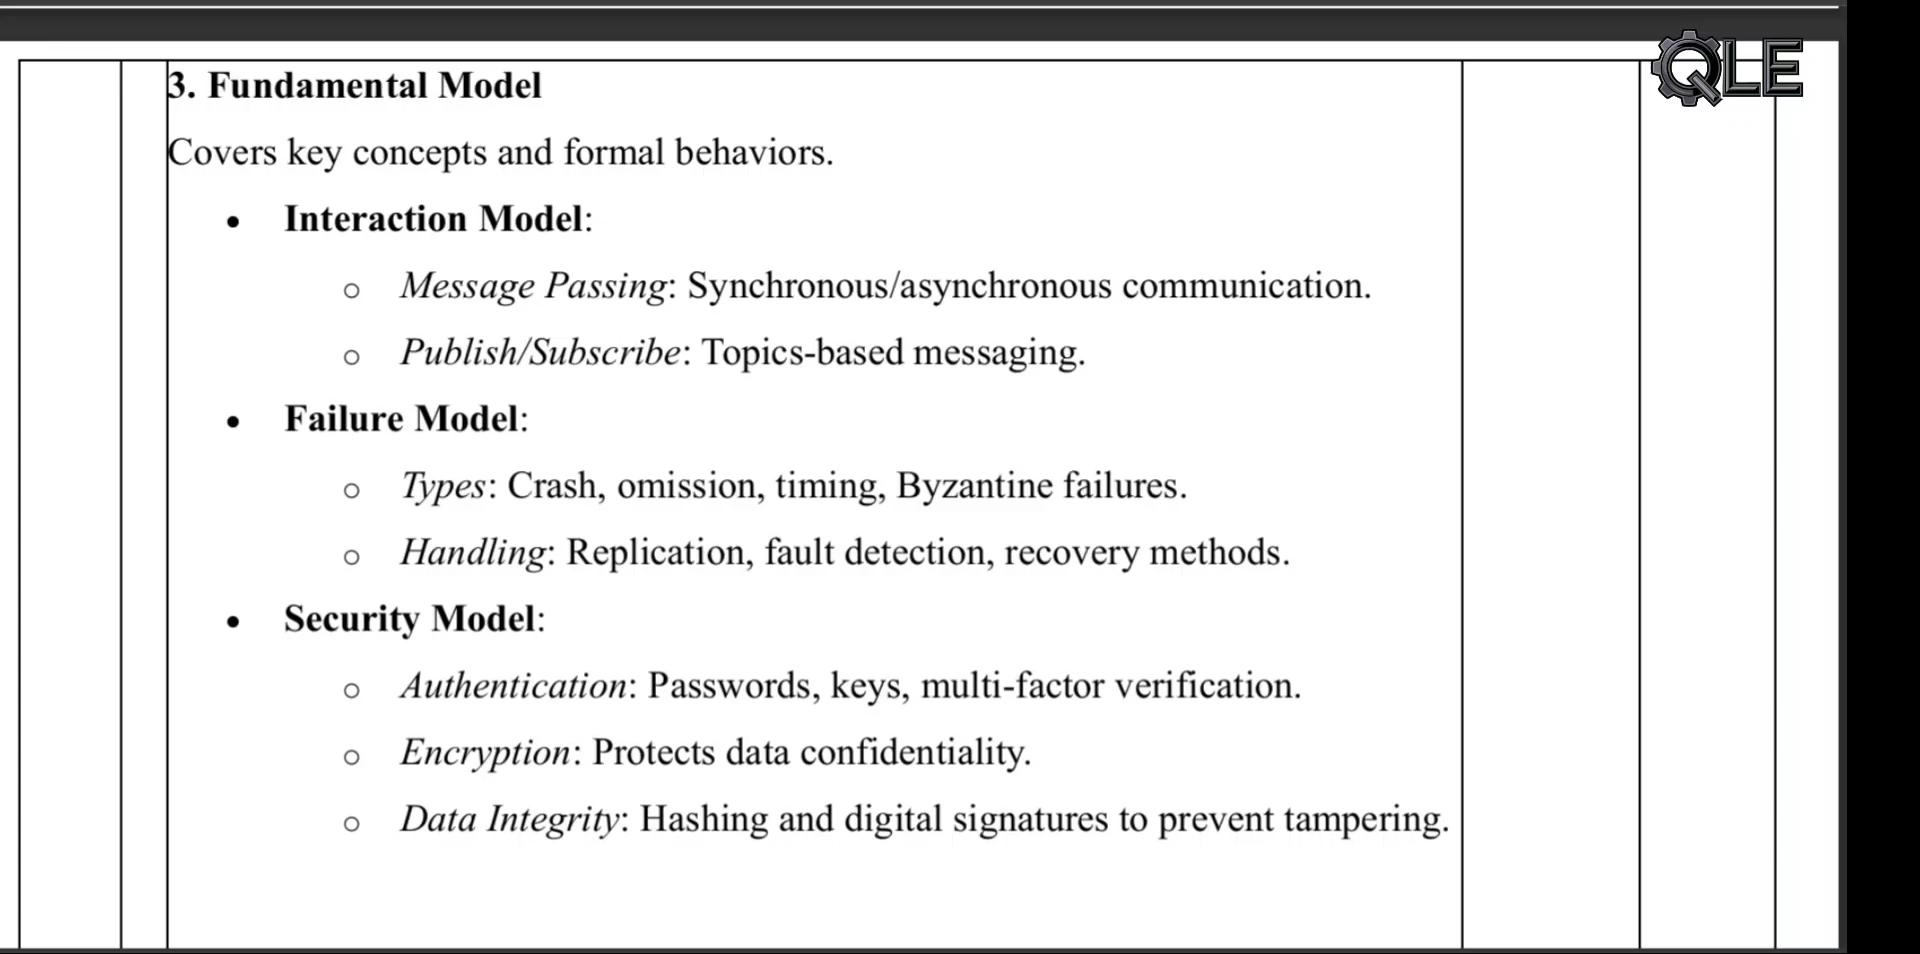 QLE
3. Fundamental Model
Covers key concepts and formal behaviors.
• Interaction Model:
o Message Passing: Synchronous/asynchronous communication.
o Publish/Subscribe: Topics-based messaging.
• Failure Model:
o Types: Crash, omission, timing, Byzantine failures.
o Handling: Replication, fault detection, recovery methods.
• Security Model:
o Authentication: Passwords, keys, multi-factor verification.
o Encryption: Protects data confidentiality.
o Data Integrity: Hashing and digital signatures to prevent tampering.